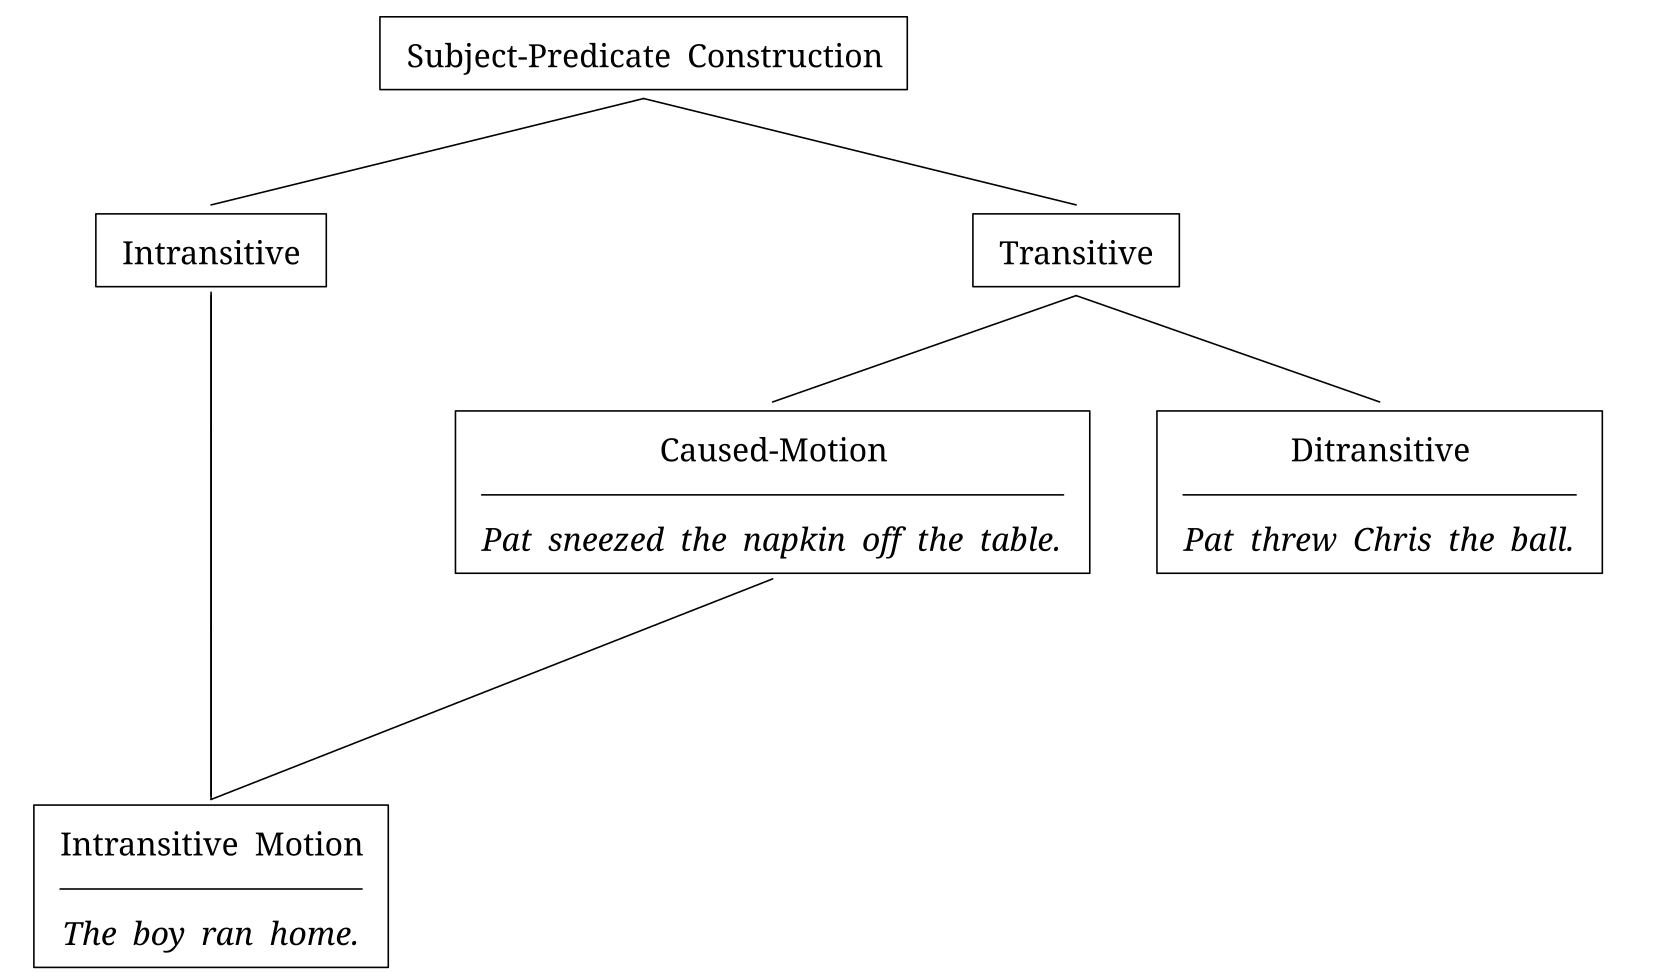 Subject-Predicate Construction
Intransitive
Transitive
Caused-Motion
Pat sneezed the napkin off the table.
Ditransitive
Pat threw Chris the ball.
Intransitive Motion
The boy ran home.